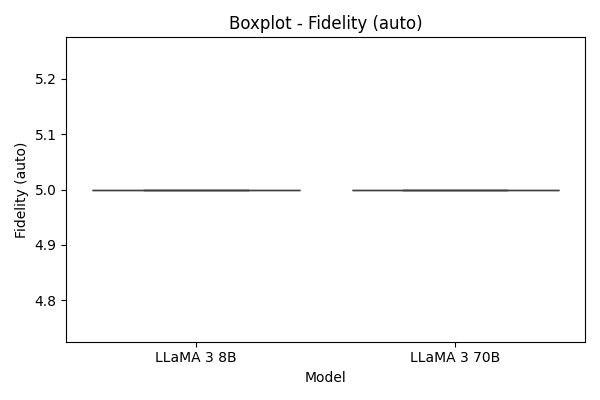 Boxplot - Fidelity (auto)
Fidelity (auto)
5.2
5.1
5.0
4.9
4.8
LLaMA 3 8B
LLaMA 3 70B
Model